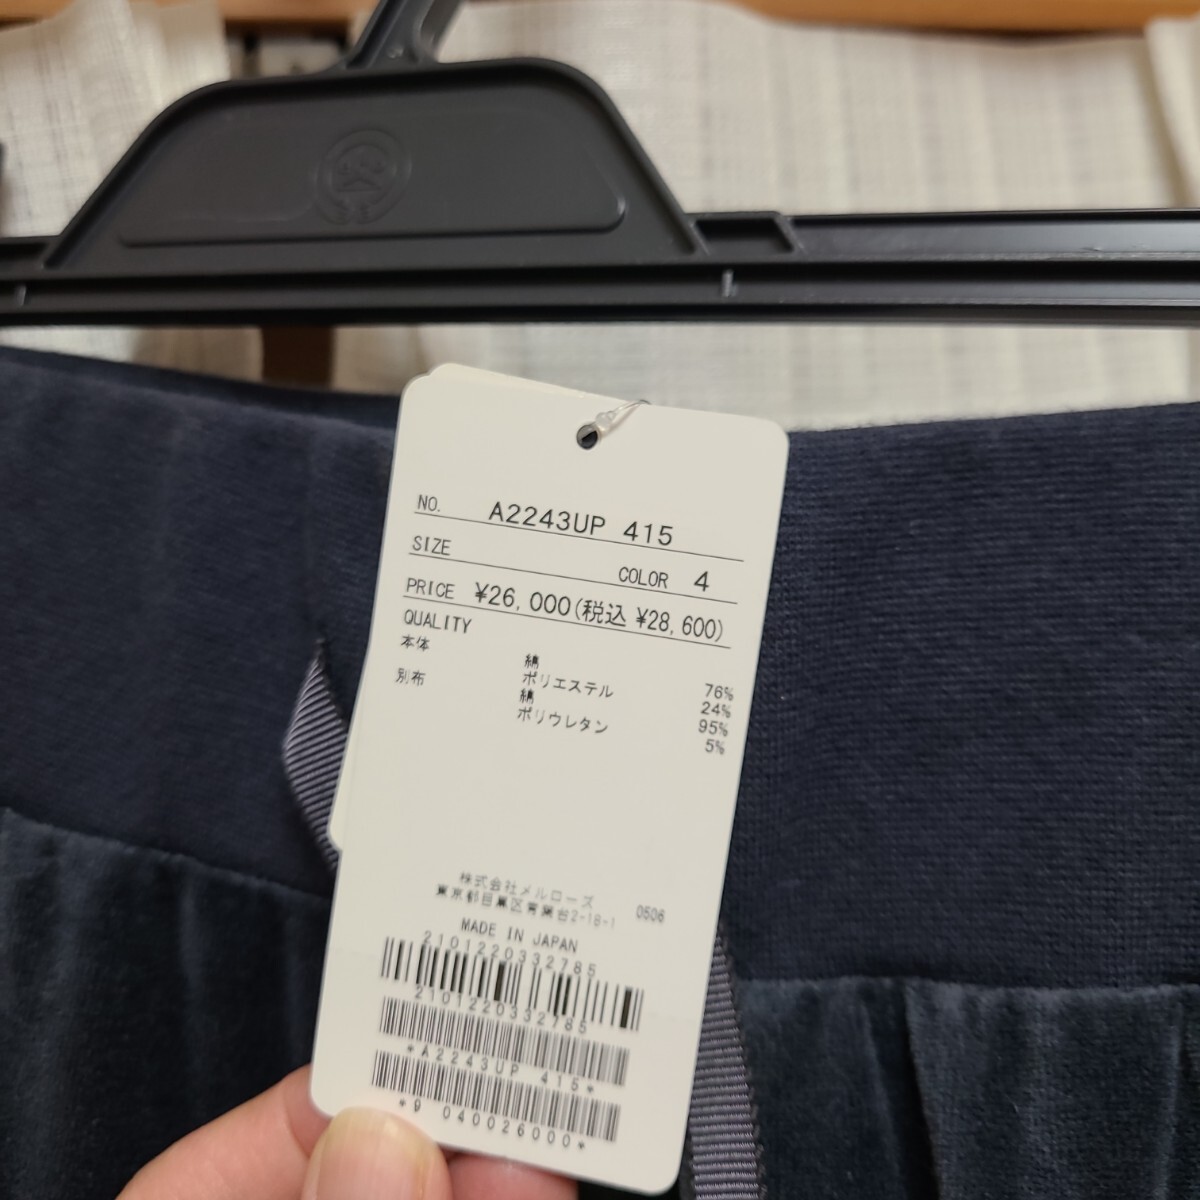 NO. A2243UP 415
SIZE
COLOR 4
PRICE ¥26,000(税込 ¥28,600)
QUALITY
本体 綿 76%
ポリエステル 24%
別布 綿 95%
ポリウレタン 5%
株式会社メルローズ
東京都目黒区青葉台2-18-1 0506
MADE IN JAPAN
2101220332785
2101220332785
*A2243UP 415*
*9 040026000*